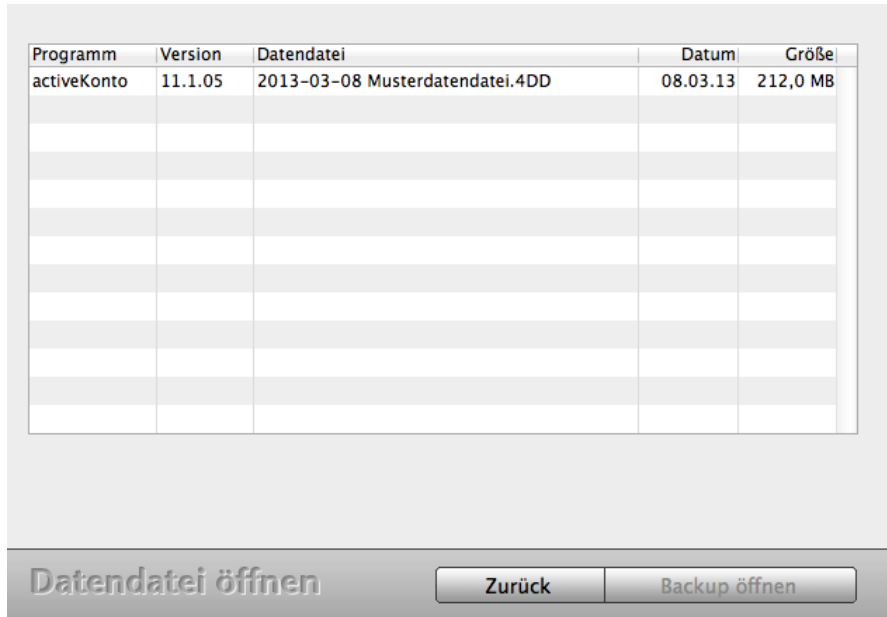 Programm Version Datendatei Datum Größe
activeKonto 11.1.05 2013-03-08 Musterdatendatei.4DD 08.03.13 212,0 MB
Datendatei öffnen Zurück Backup öffnen